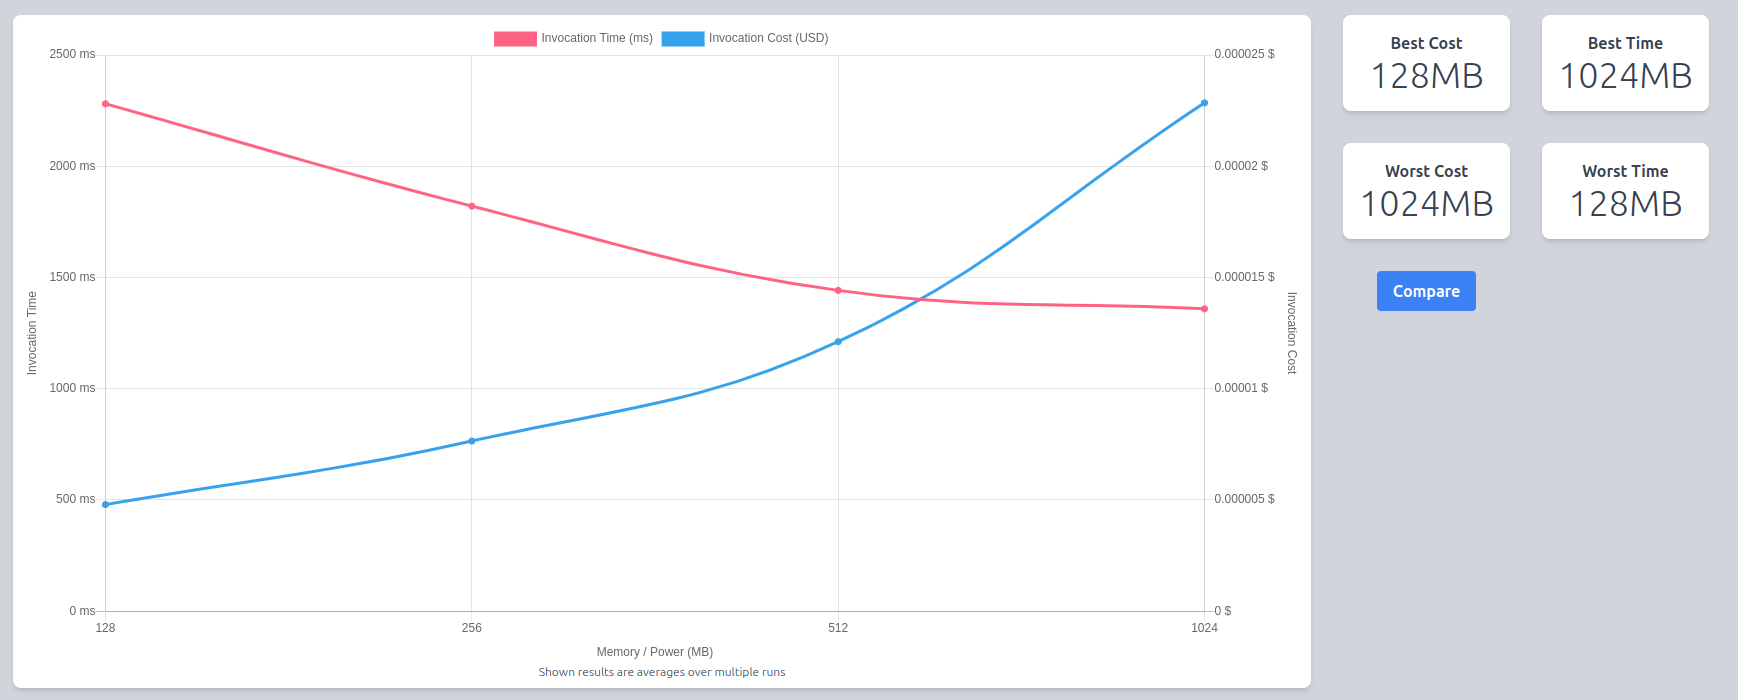 Invocation Time (ms) Invocation Cost (USD)
2500 ms
2000 ms
1500 ms
1000 ms
500 ms
0 ms
Invocation Time
0.000025 $
0.00002 $
0.000015 $
0.00001 $
0.000005 $
0 $
Invocation Cost
128 256 512 1024
Memory / Power (MB)
Shown results are averages over multiple runs
Best Cost
128MB
Best Time
1024MB
Worst Cost
1024MB
Worst Time
128MB
Compare